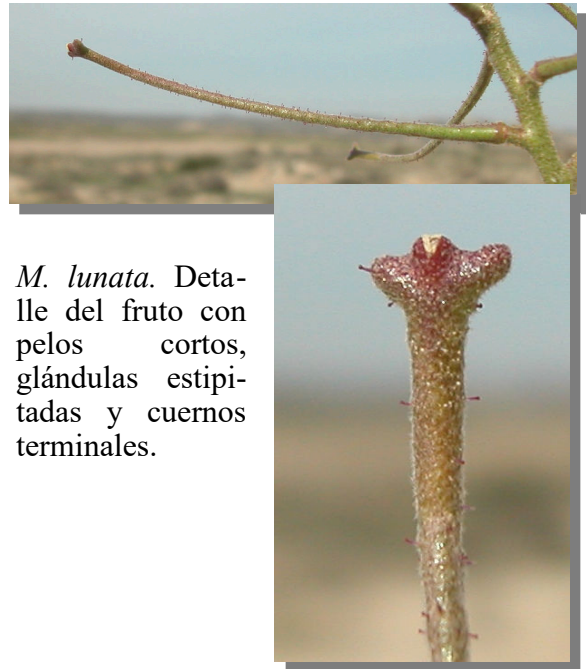 M. lunata. Deta-
lle del fruto con
pelos cortos,
glándulas estipi-
tadas y cuernos
terminales.